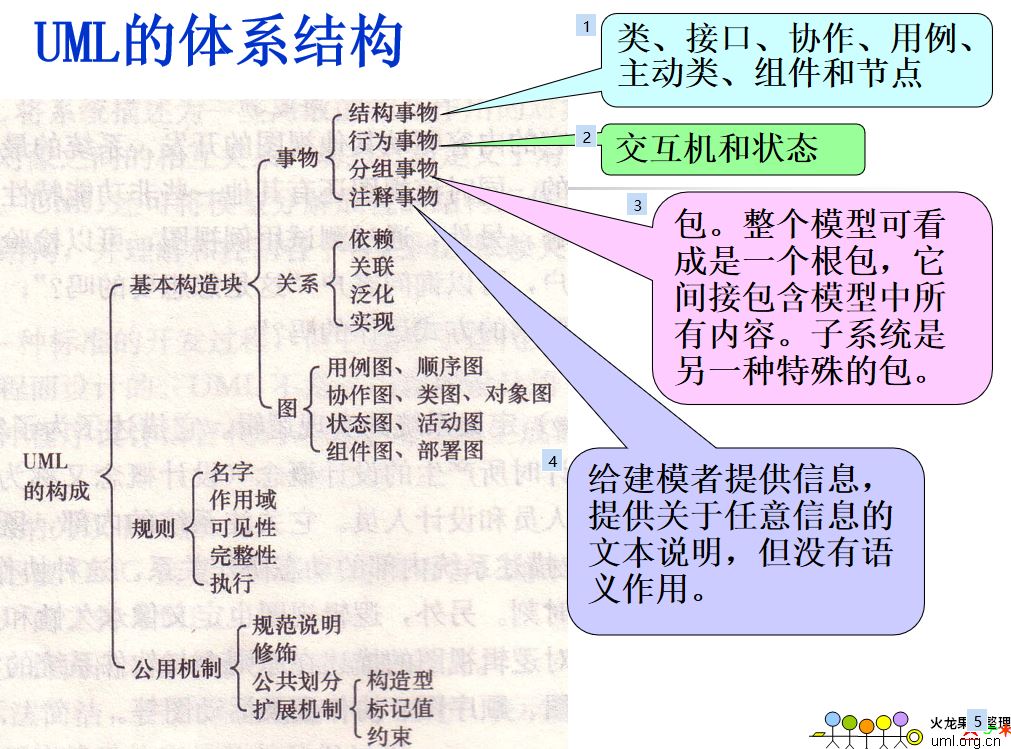 UML的体系结构
1
类、接口、协作、用例、
主动类、组件和节点
2
交互机和状态
3
包。整个模型可看
成是一个根包，它
间接包含模型中所
有内容。子系统是
另一种特殊的包。
4
给建模者提供信息，
提供关于任意信息的
文本说明，但没有语
义作用。
UML
的构成
基本构造块
事物
结构事物
行为事物
分组事物
注释事物
关系
依赖
关联
泛化
实现
图
用例图、顺序图
协作图、类图、对象图
状态图、活动图
组件图、部署图
规则
名字
作用域
可见性
完整性
执行
公用机制
规范说明
修饰
公共划分
扩展机制
构造型
标记值
约束
5
火龙果 整理
uml.org.cn